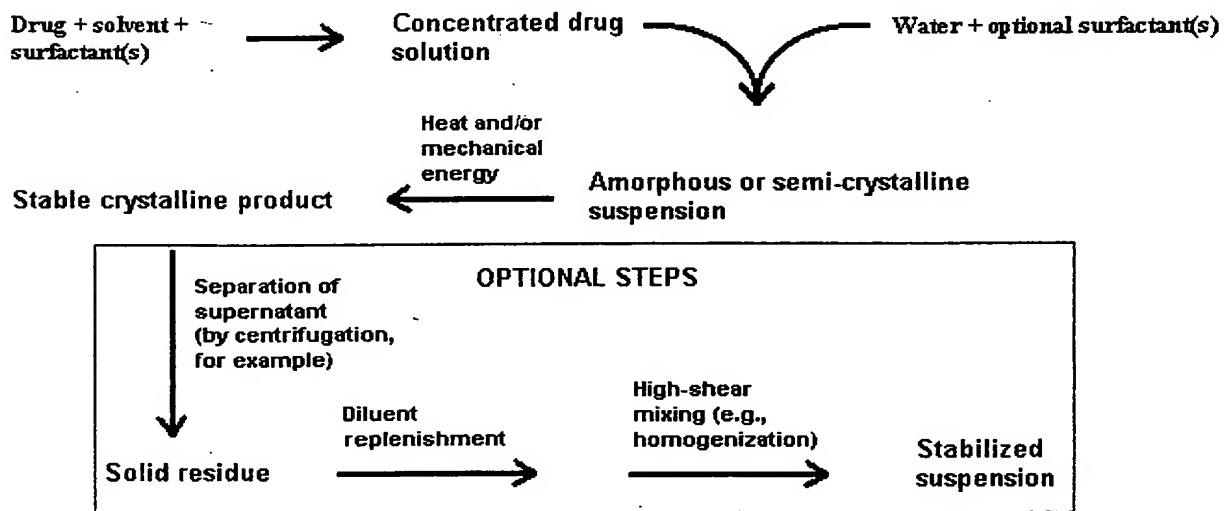 Drug + solvent +
surfactant(s)
Concentrated drug
solution
Water + optional surfactant(s)
Heat and/or
mechanical
energy
Stable crystalline product
Amorphous or semi-crystalline
suspension
OPTIONAL STEPS
Separation of
supernatant
(by centrifugation,
for example)
Solid residue
Diluent
replenishment
High-shear
mixing (e.g.,
homogenization)
Stabilized
suspension